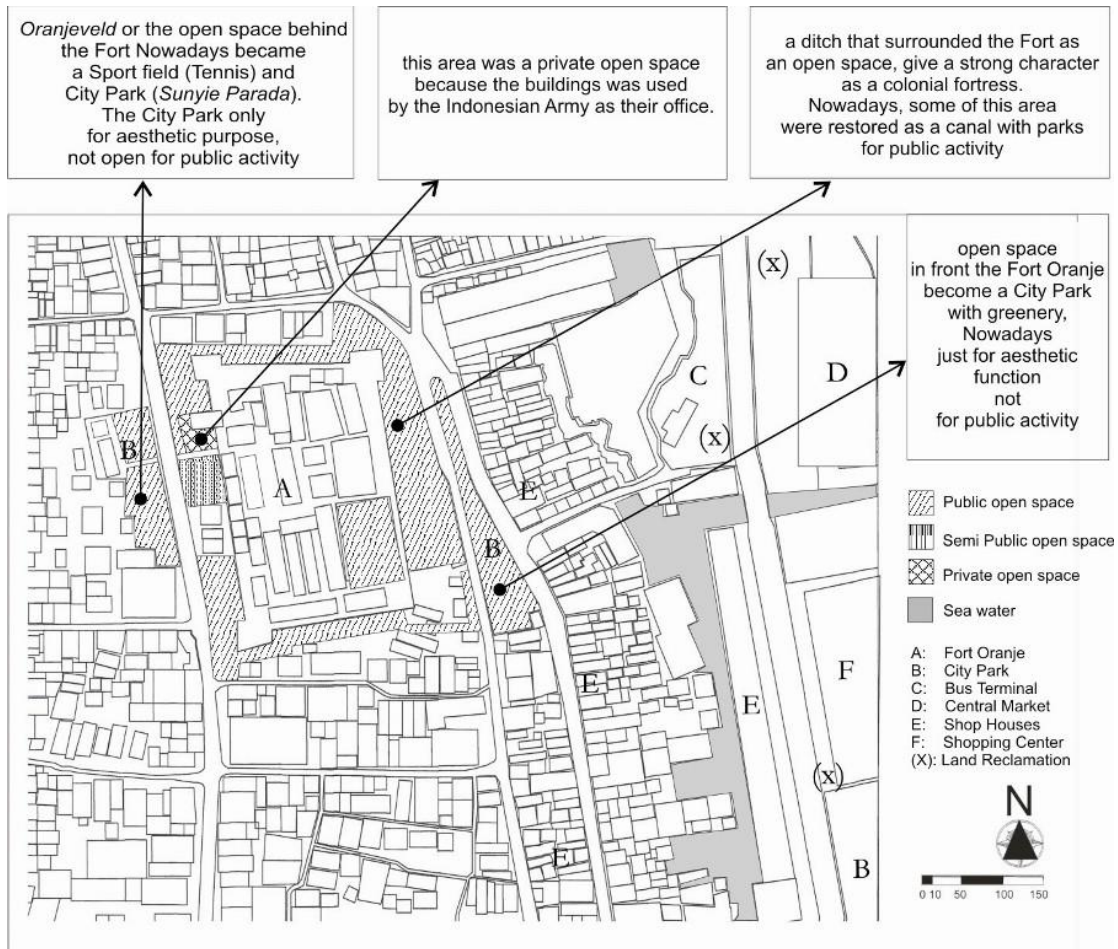 Oranjeveld or the open space behind
the Fort Nowadays became
a Sport field (Tennis) and
City Park (Sunyie Parada).
The City Park only
for aesthetic purpose,
not open for public activity
this area was a private open space
because the buildings was used
by the Indonesian Army as their office.
a ditch that surrounded the Fort as
an open space, give a strong character
as a colonial fortress.
Nowadays, some of this area
were restored as a canal with parks
for public activity
open space
in front the Fort Oranje
become a City Park
with greenery,
Nowadays
just for aesthetic
function
not
for public activity
(x)
C
D
(x)
B
A
E
B
E
E
F
(x)
E
B
Public open space
Semi Public open space
Private open space
Sea water
A: Fort Oranje
B: City Park
C: Bus Terminal
D: Central Market
E: Shop Houses
F: Shopping Center
(X): Land Reclamation
N
0 10 50 100 150